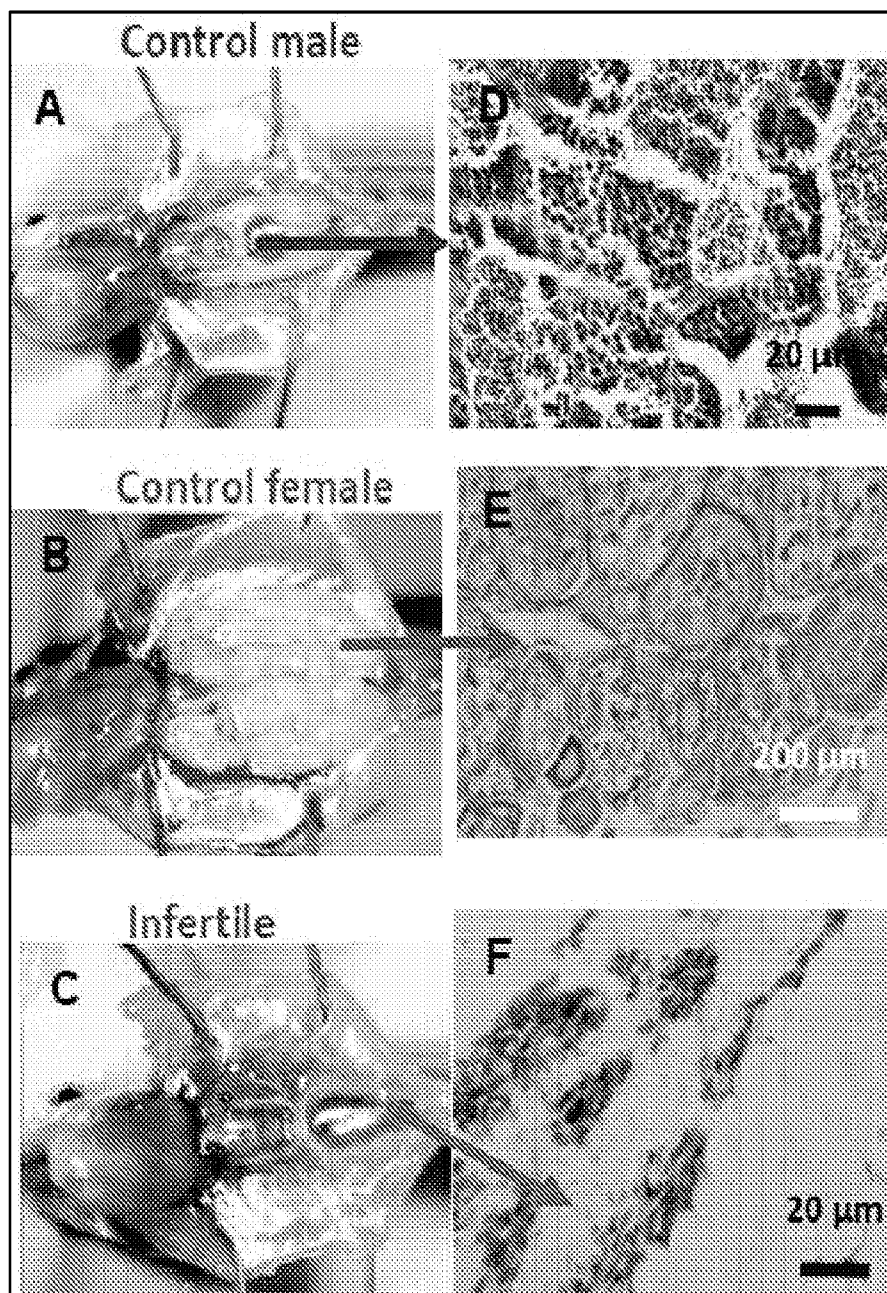 Control male
A
D
20 μm
Control female
B
E
200 μm
Infertile
C
F
20 μm